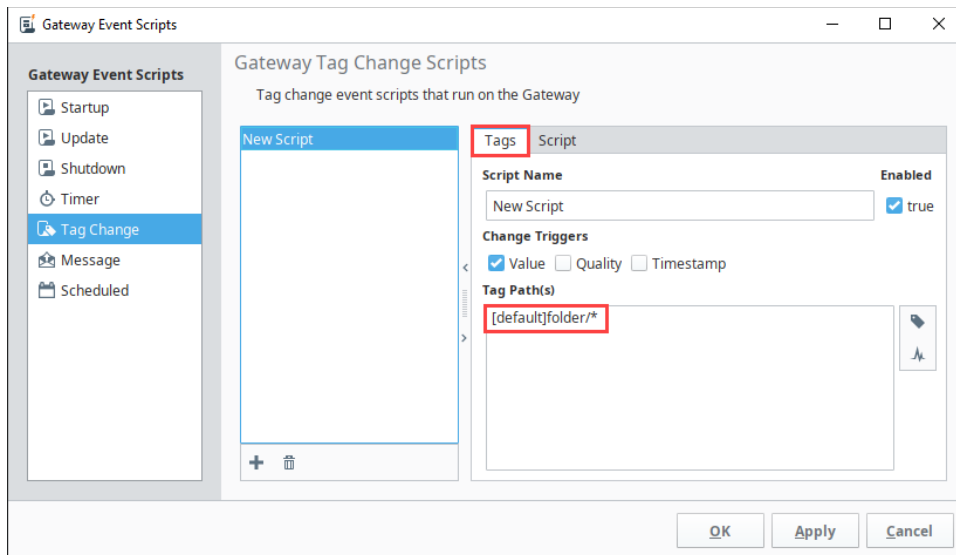 Gateway Event Scripts
Gateway Event Scripts
Startup
Update
Shutdown
Timer
Tag Change
Message
Scheduled
Gateway Tag Change Scripts
Tag change event scripts that run on the Gateway
New Script
Tags Script
Script Name Enabled
New Script true
Change Triggers
Value Quality Timestamp
Tag Path(s)
[default]folder/*
OK Apply Cancel